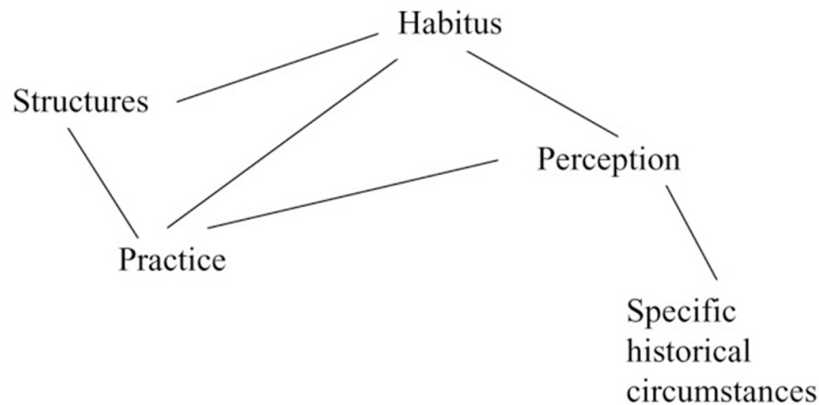 Habitus
Structures
Perception
Practice
Specific
historical
circumstances